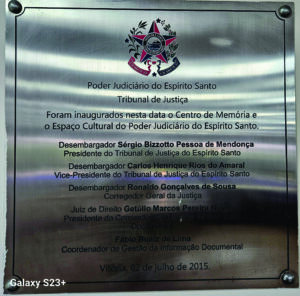 Poder Judiciário do Espírito Santo
Tribunal de Justiça
Foram inaugurados nesta data o Centro de Memória e
o Espaço Cultural do Poder Judiciário do Espírito Santo.
Desembargador Sérgio Bizzotto Pessoa de Mendonça
Presidente do Tribunal de Justiça do Espírito Santo
Desembargador Carlos Henrique Rios do Amaral
Vice-Presidente do Tribunal de Justiça do Espírito Santo
Desembargador Ronaldo Gonçalves de Sousa
Corregedor Geral da Justiça
Juiz de Direito Getúlio Marcos Pereira
Presidente da
de Lima
Coordenador de Gestão da Informação Documental
Vitória, 02 de julho de 2015.
Galaxy S23+